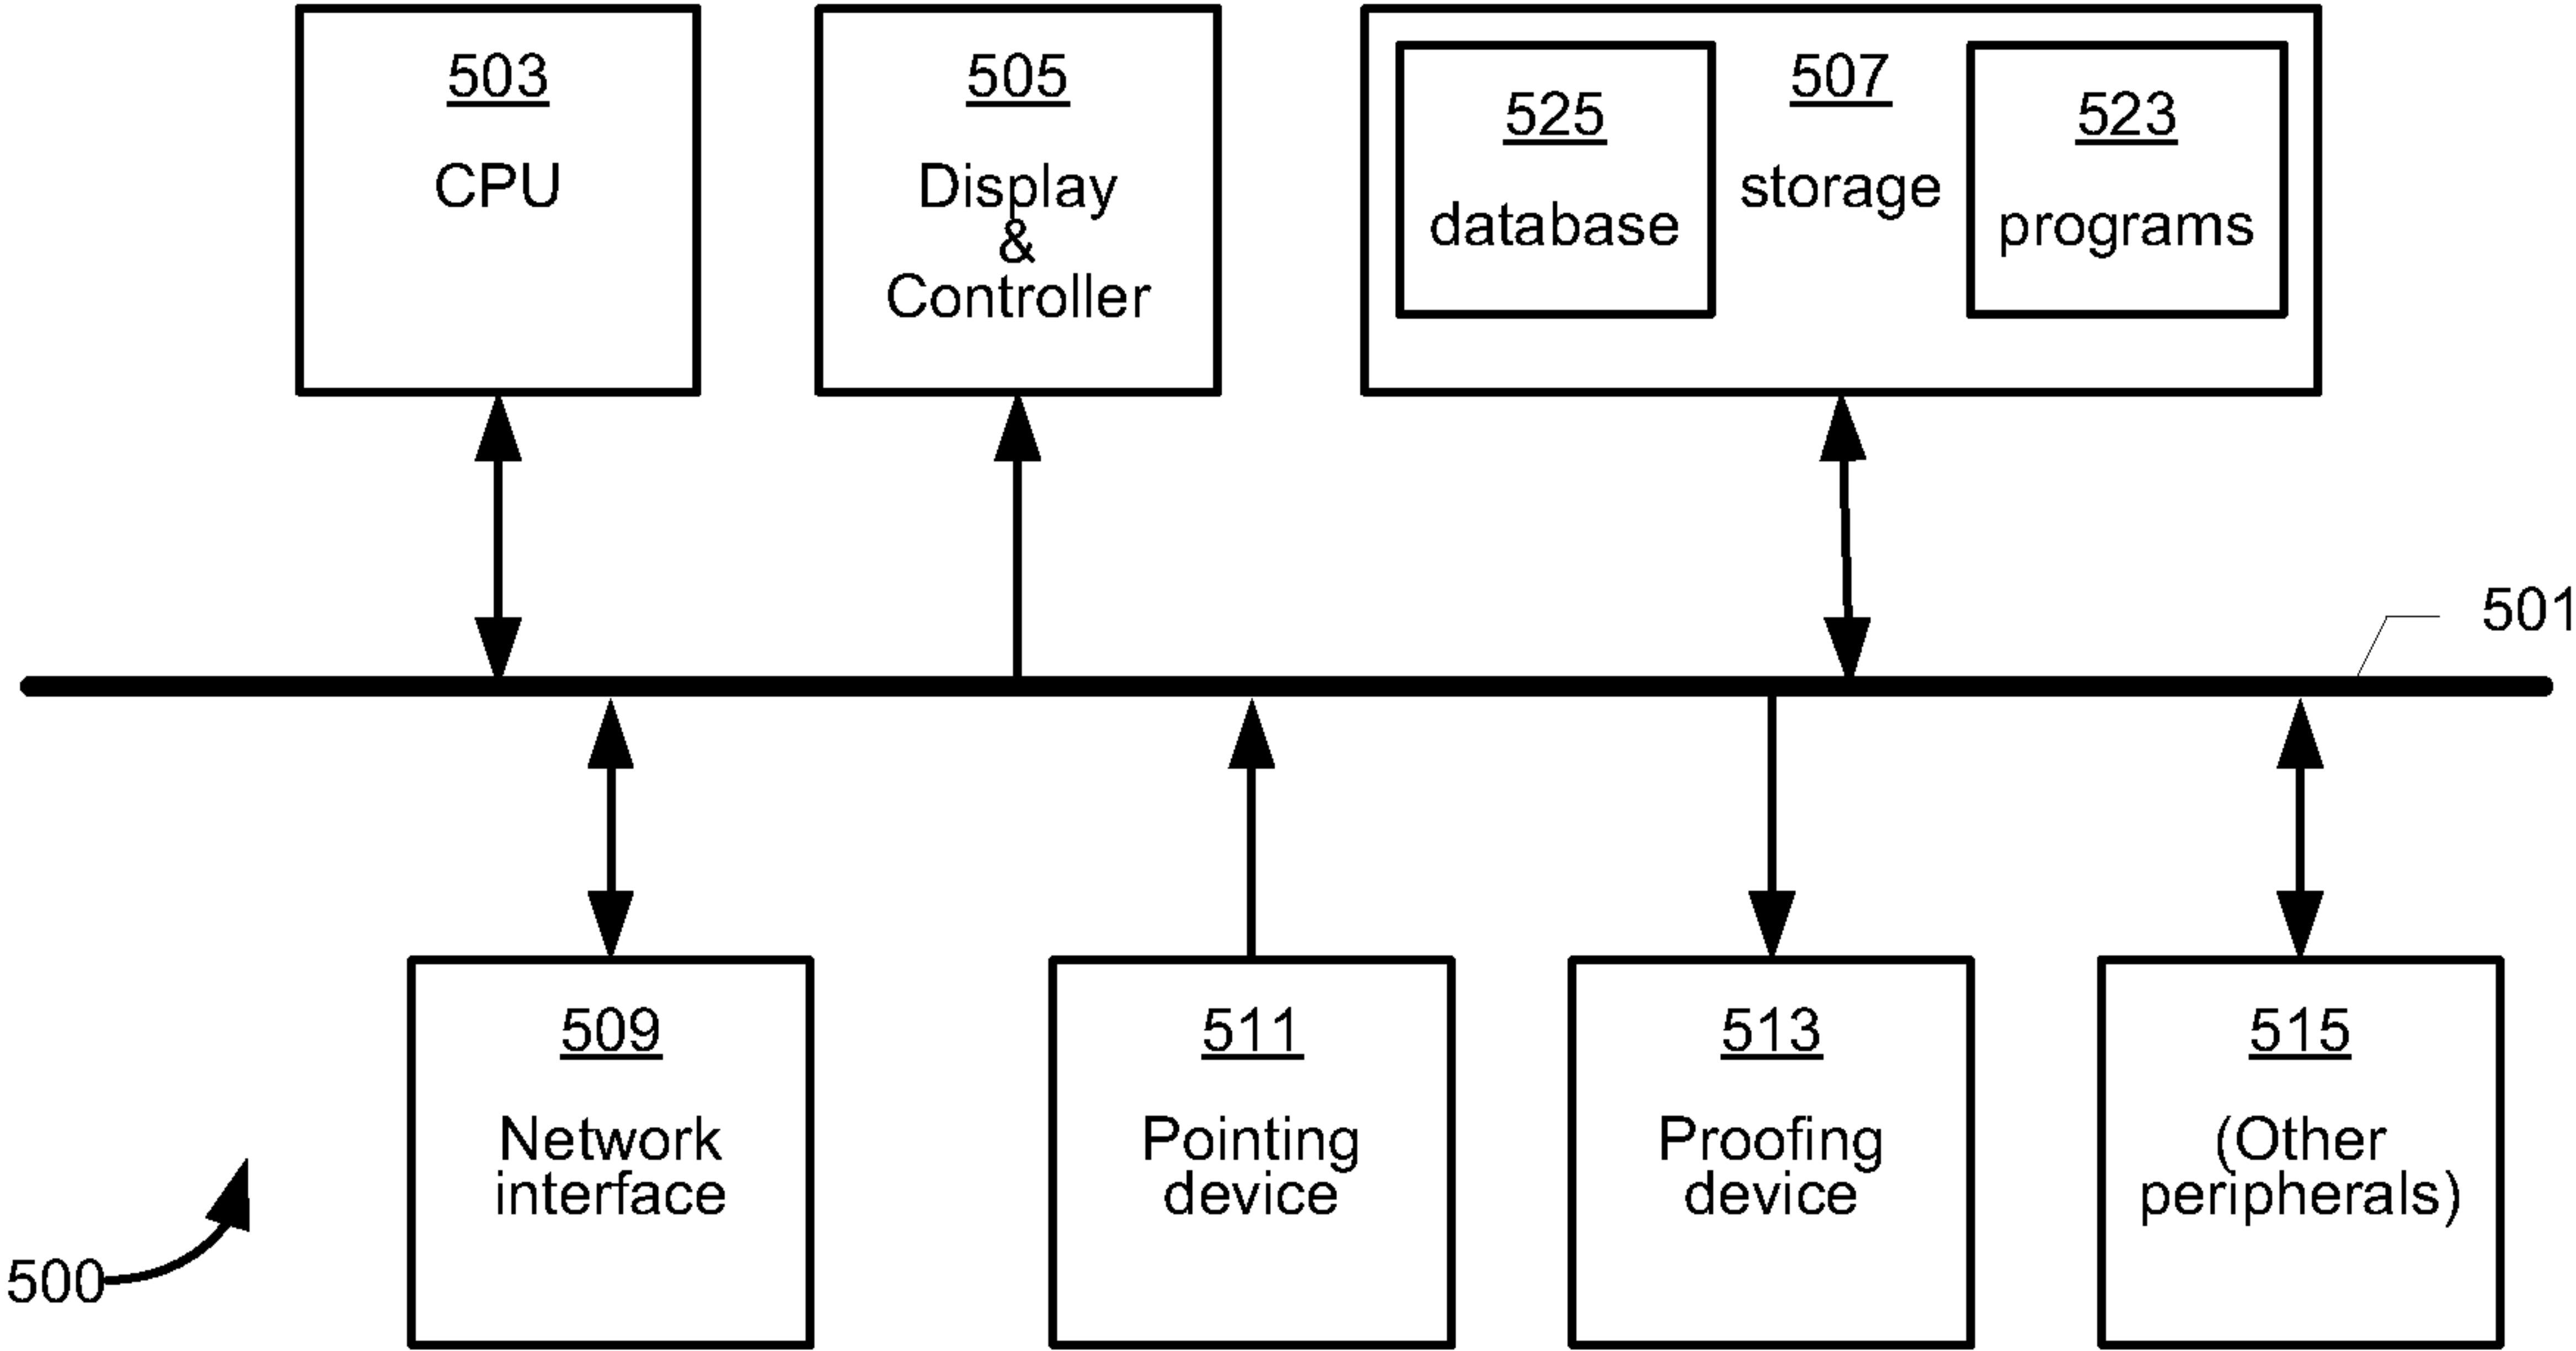 503
CPU
505
Display
&
Controller
507
storage
525
database
523
programs
501
509
Network
interface
511
Pointing
device
513
Proofing
device
515
(Other
peripherals)
500